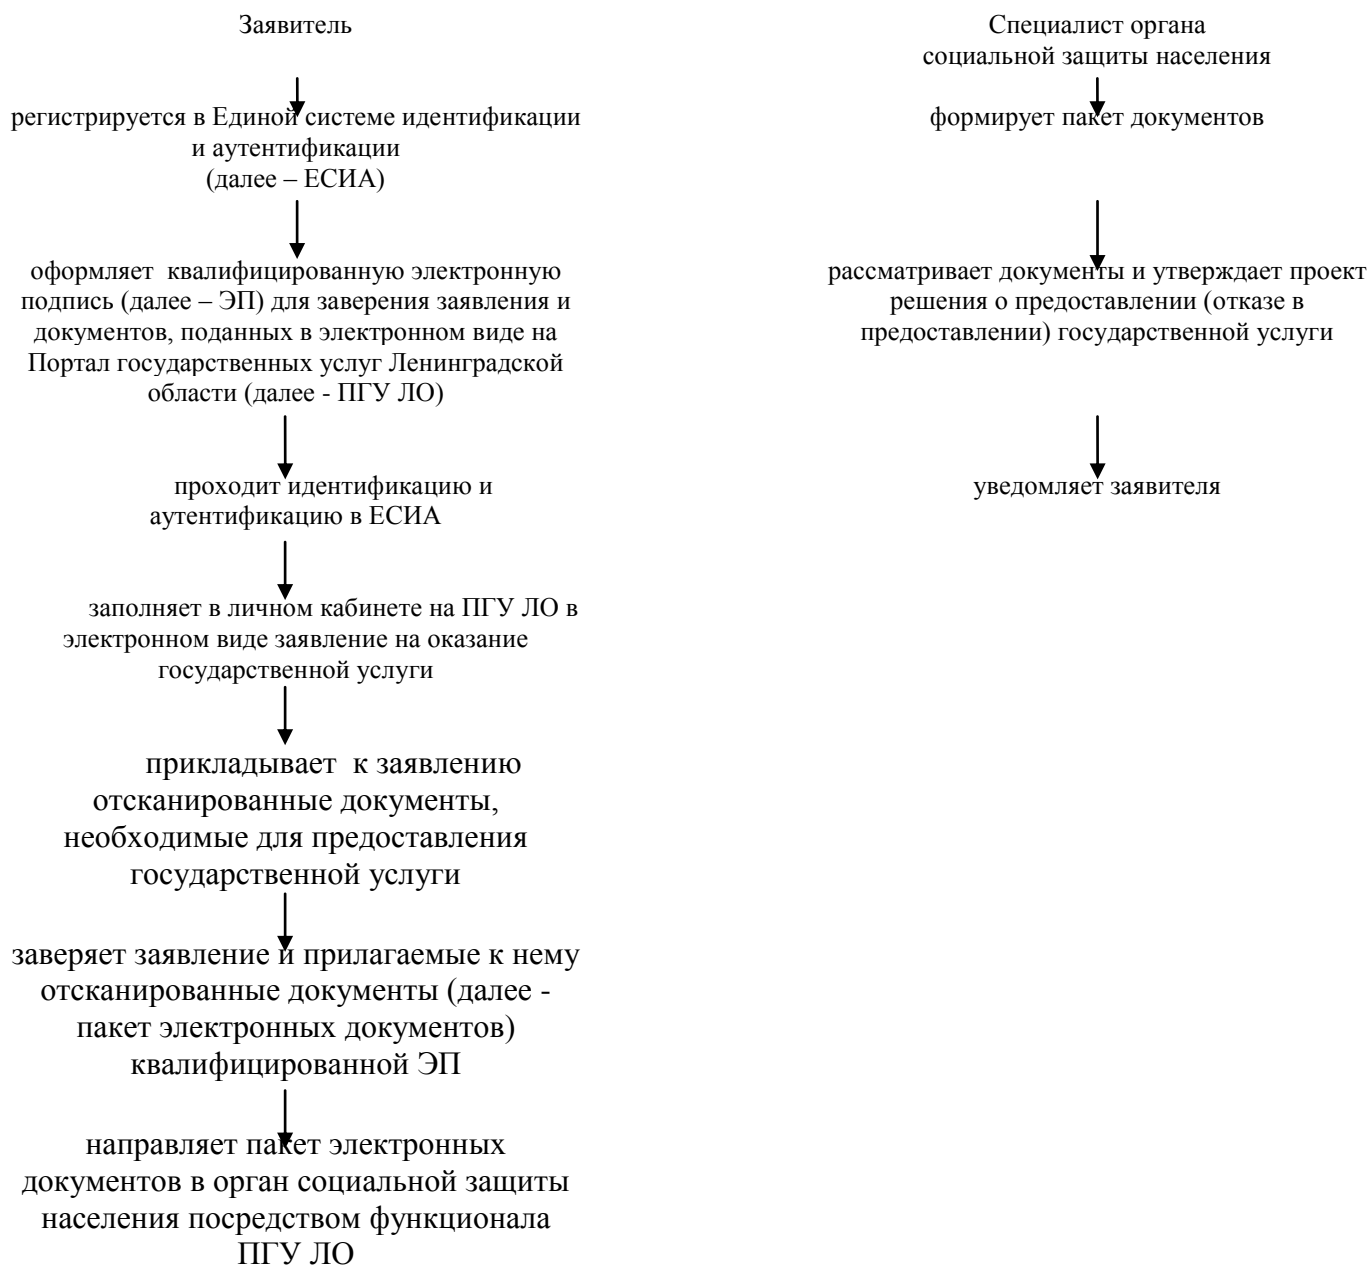 Заявитель
регистрируется в Единой системе идентификации
и аутентификации
(далее – ЕСИА)
оформляет квалифицированную электронную
подпись (далее – ЭП) для заверения заявления и
документов, поданных в электронном виде на
Портал государственных услуг Ленинградской
области (далее - ПГУ ЛО)
проходит идентификацию и
аутентификацию в ЕСИА
заполняет в личном кабинете на ПГУ ЛО в
электронном виде заявление на оказание
государственной услуги
прикладывает к заявлению
отсканированные документы,
необходимые для предоставления
государственной услуги
заверяет заявление и прилагаемые к нему
отсканированные документы (далее -
пакет электронных документов)
квалифицированной ЭП
направляет пакет электронных
документов в орган социальной защиты
населения посредством функционала
ПГУ ЛО
Специалист органа
социальной защиты населения
формирует пакет документов
рассматривает документы и утверждает проект
решения о предоставлении (отказе в
предоставлении) государственной услуги
уведомляет заявителя